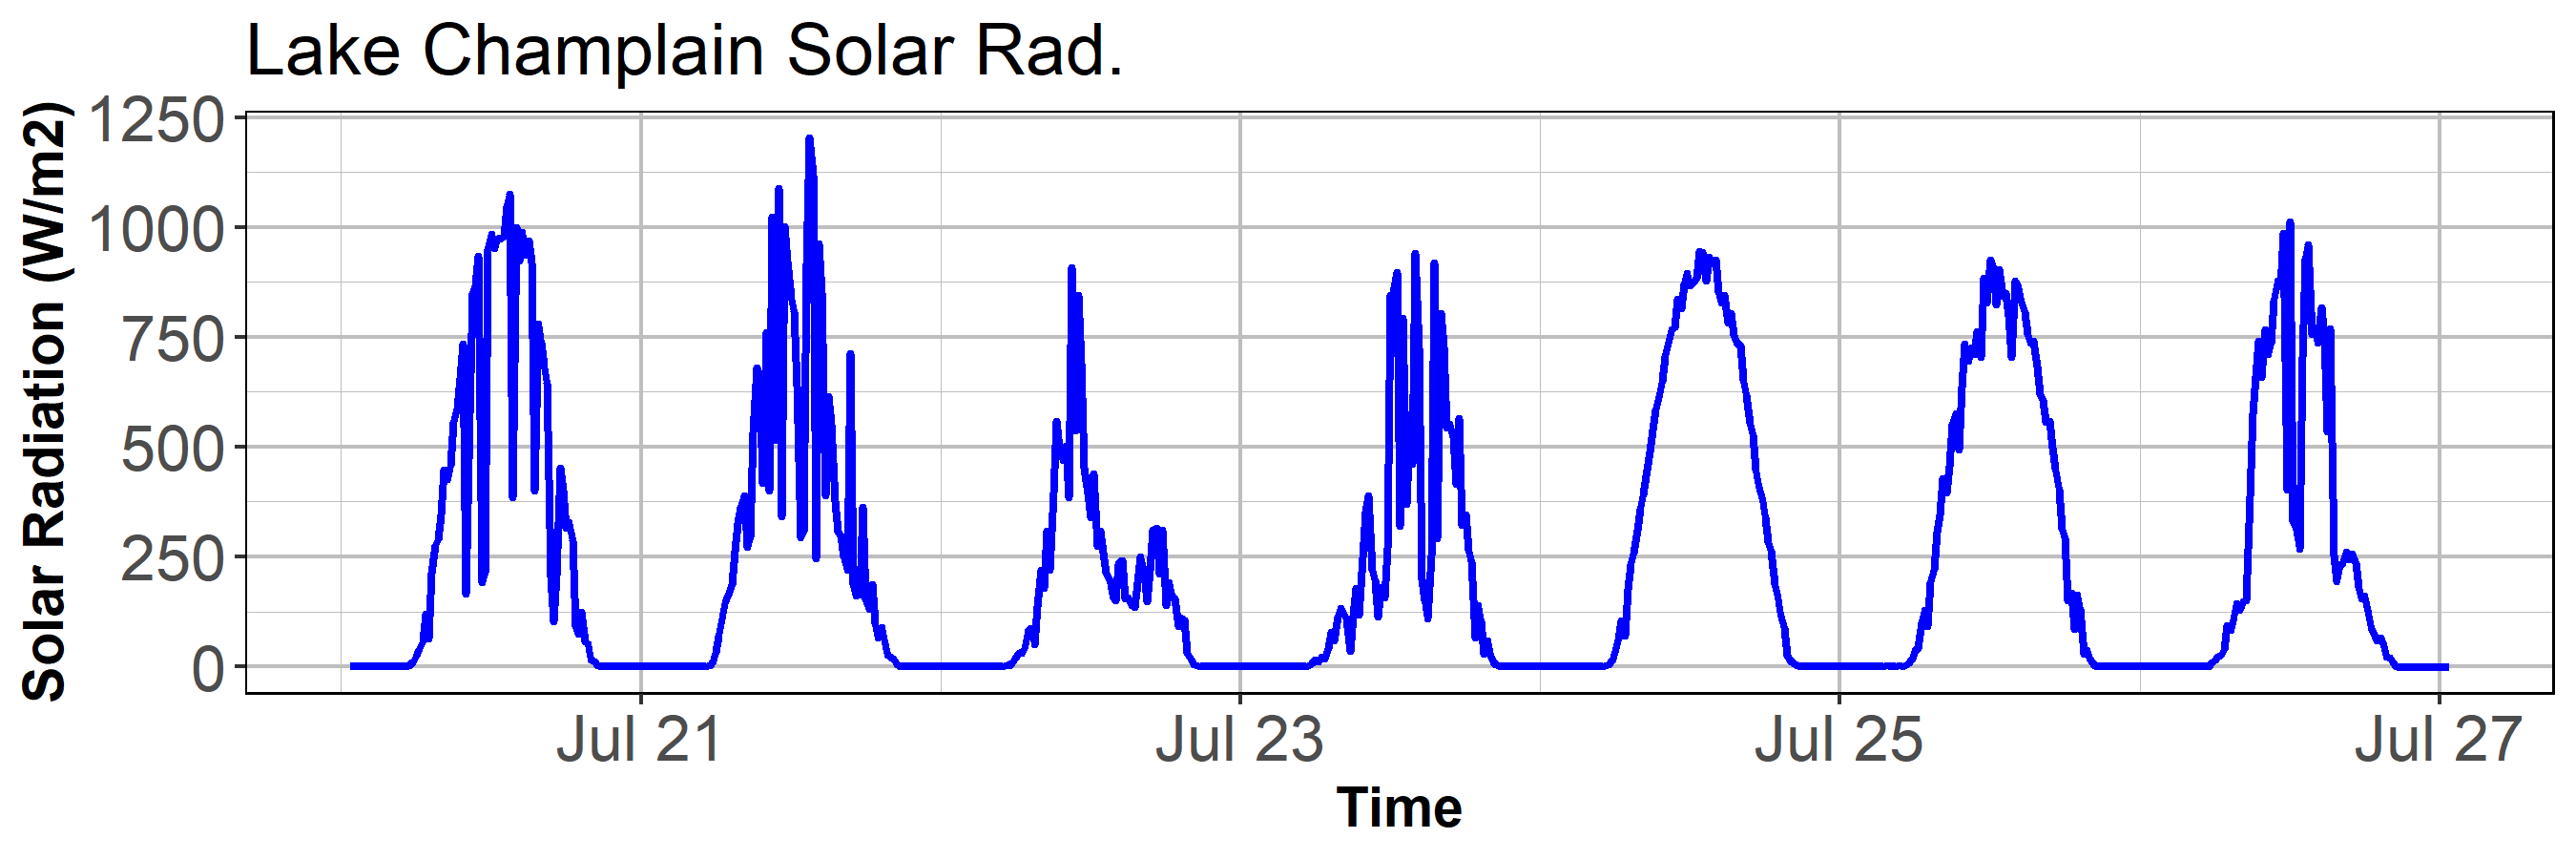 Lake Champlain Solar Rad.
Solar Radiation (W/m2)
1250
1000
750
500
250
0
Jul 21
Jul 23
Jul 25
Jul 27
Time